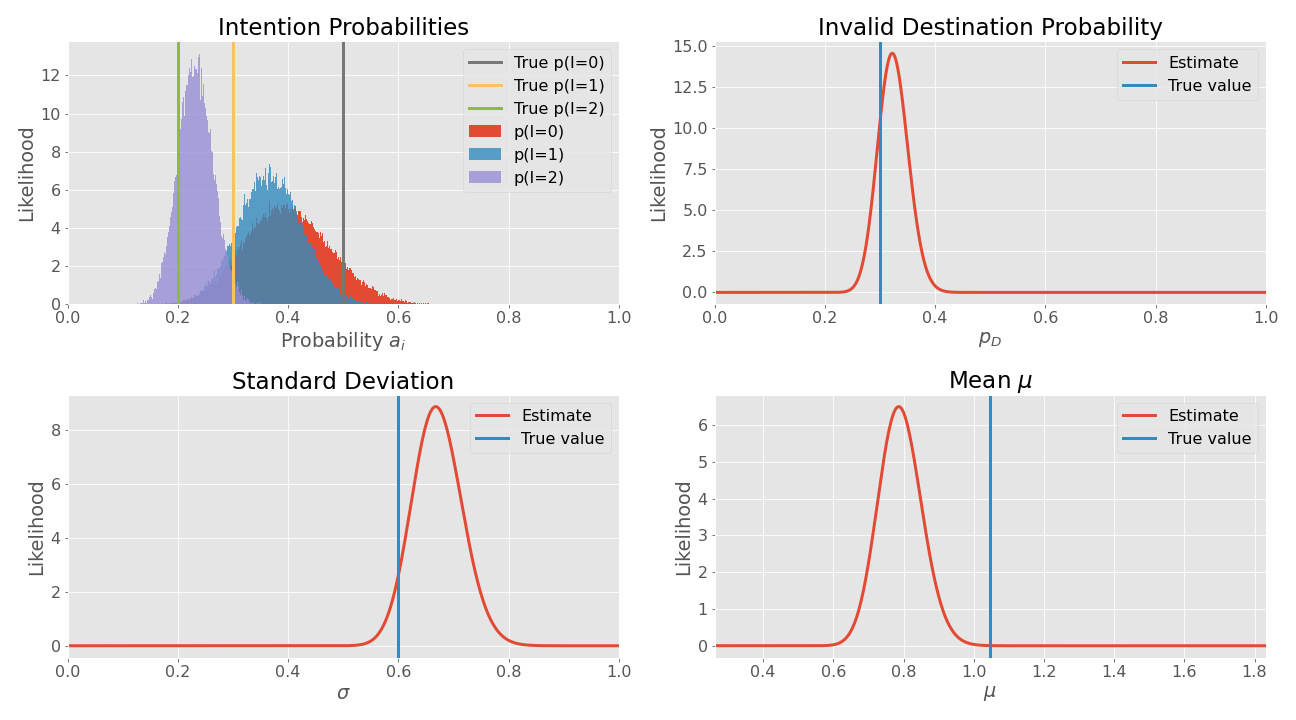 Intention Probabilities
Likelihood
12
10
8
6
4
2
0
0.0 0.2 0.4 0.6 0.8 1.0
Probability a_i
True p(I=0)
True p(I=1)
True p(I=2)
p(I=0)
p(I=1)
p(I=2)
Invalid Destination Probability
Likelihood
15.0
12.5
10.0
7.5
5.0
2.5
0.0
0.0 0.2 0.4 0.6 0.8 1.0
p_D
Estimate
True value
Standard Deviation
Likelihood
8
6
4
2
0
0.0 0.2 0.4 0.6 0.8 1.0
σ
Estimate
True value
Mean μ
Likelihood
6
5
4
3
2
1
0
0.4 0.6 0.8 1.0 1.2 1.4 1.6 1.8
μ
Estimate
True value